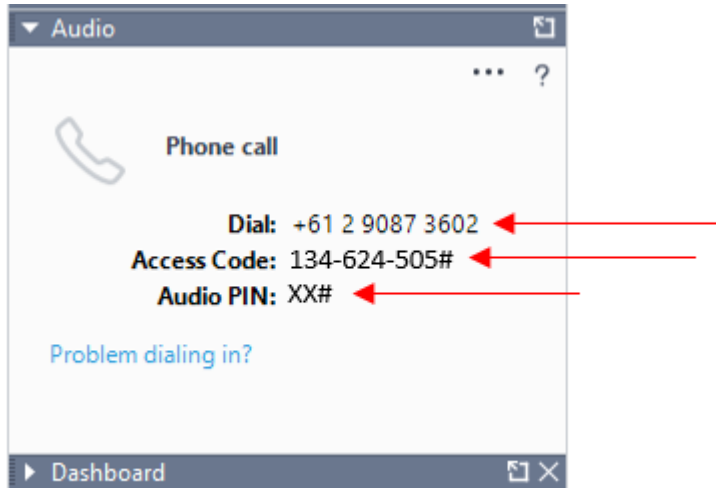 Audio
... ?
Phone call
Dial: +61 2 9087 3602
Access Code: 134-624-505#
Audio PIN: XX#
Problem dialing in?
Dashboard